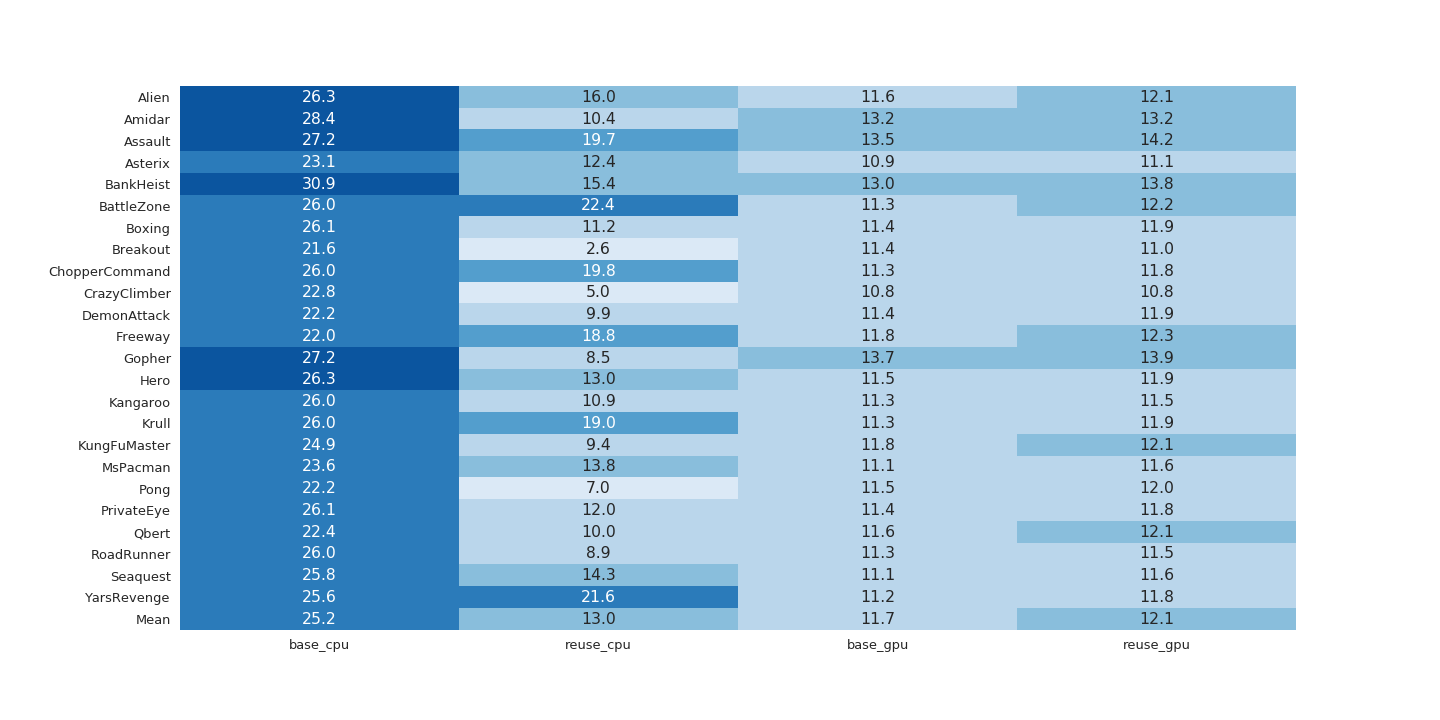 Alien 26.3 16.0 11.6 12.1
Amidar 28.4 10.4 13.2 13.2
Assault 27.2 19.7 13.5 14.2
Asterix 23.1 12.4 10.9 11.1
BankHeist 30.9 15.4 13.0 13.8
BattleZone 26.0 22.4 11.3 12.2
Boxing 26.1 11.2 11.4 11.9
Breakout 21.6 2.6 11.4 11.0
ChopperCommand 26.0 19.8 11.3 11.8
CrazyClimber 22.8 5.0 10.8 10.8
DemonAttack 22.2 9.9 11.4 11.9
Freeway 22.0 18.8 11.8 12.3
Gopher 27.2 8.5 13.7 13.9
Hero 26.3 13.0 11.5 11.9
Kangaroo 26.0 10.9 11.3 11.5
Krull 26.0 19.0 11.3 11.9
KungFuMaster 24.9 9.4 11.8 12.1
MsPacman 23.6 13.8 11.1 11.6
Pong 22.2 7.0 11.5 12.0
PrivateEye 26.1 12.0 11.4 11.8
Qbert 22.4 10.0 11.6 12.1
RoadRunner 26.0 8.9 11.3 11.5
Seaquest 25.8 14.3 11.1 11.6
YarsRevenge 25.6 21.6 11.2 11.8
Mean 25.2 13.0 11.7 12.1
base_cpu reuse_cpu base_gpu reuse_gpu